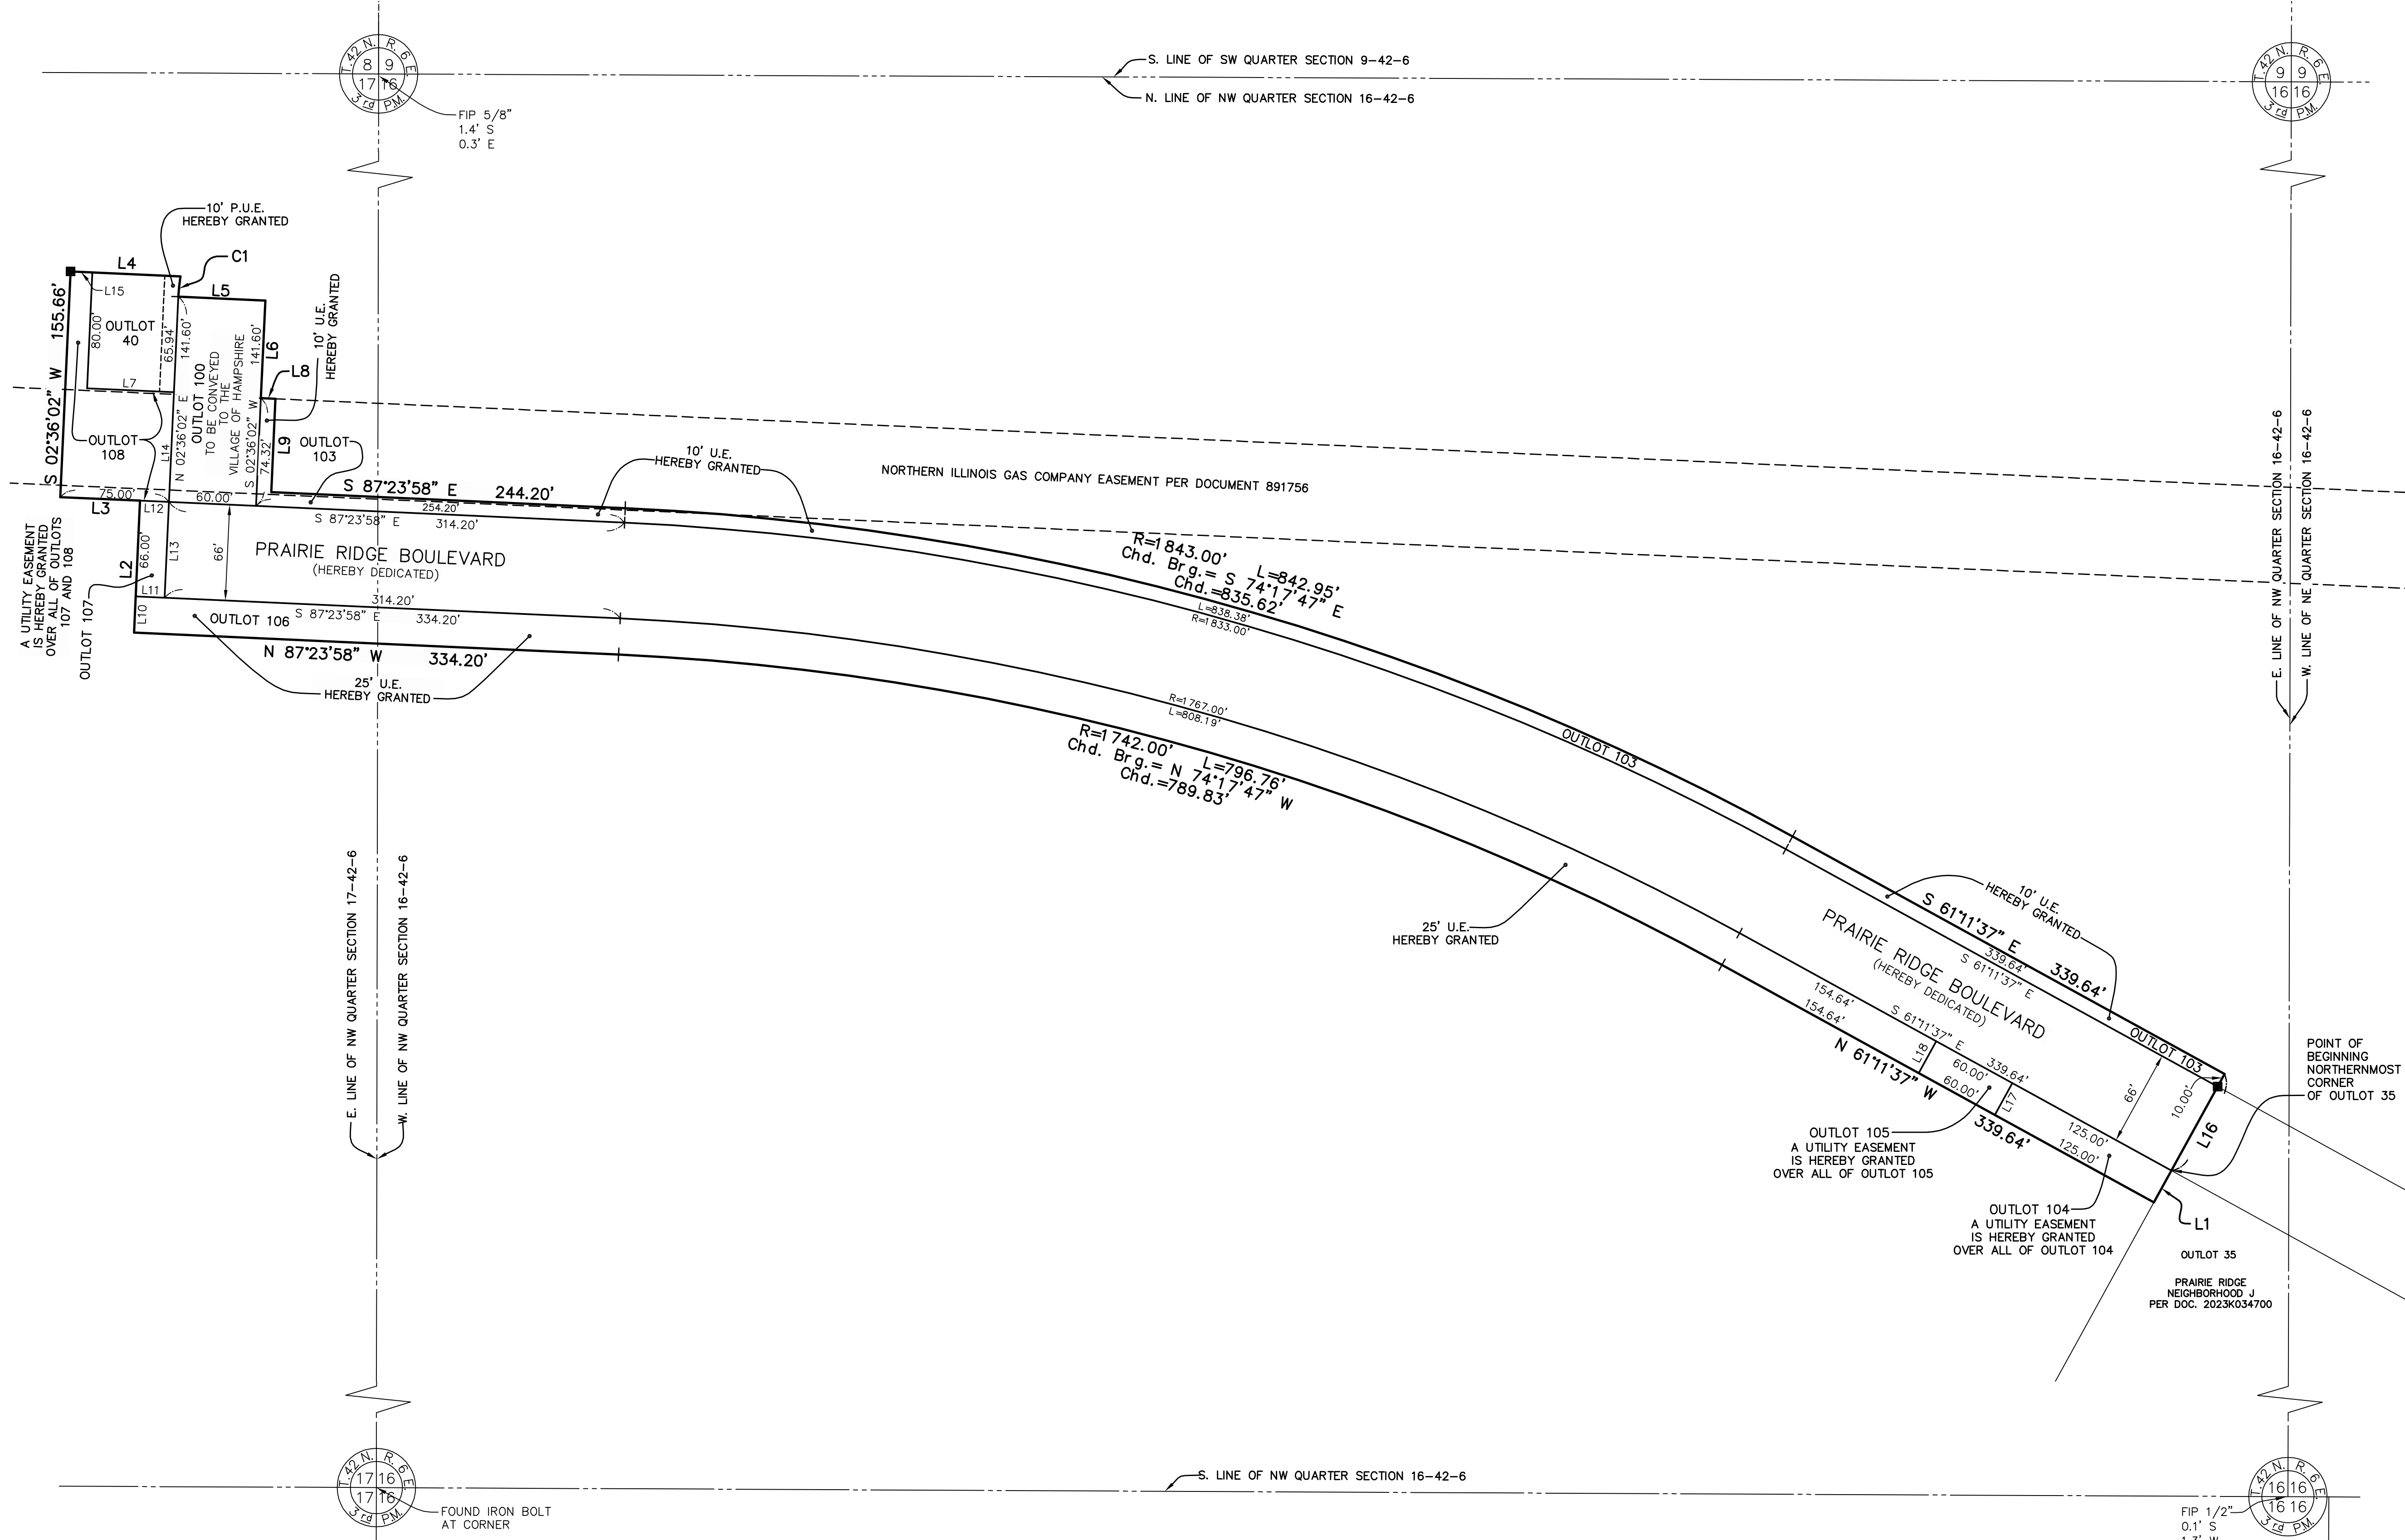 T.42 N. R. 6 E.
8 9
17 16
3 rd P.M.
FIP 5/8"
1.4' S
0.3' E
S. LINE OF SW QUARTER SECTION 9-42-6
N. LINE OF NW QUARTER SECTION 16-42-6
T.42 N. R. 6 E.
9 9
16 16
3 rd P.M.
10' P.U.E.
HEREBY GRANTED
L4
C1
L15
L5
155.66'
S 02°36'02" W
80.00'
OUTLOT
40
65.94'
141.60'
N 02°36'02" E
OUTLOT 100
TO BE CONVEYED
TO THE
VILLAGE OF HAMPSHIRE
141.60'
S 02°36'02" W
74.32'
L6
L8
10' U.E.
HEREBY GRANTED
L7
L14
OUTLOT
108
L9
OUTLOT
103
75.00'
60.00'
L3
L12
S 87°23'58" E 244.20'
254.20'
S 87°23'58" E 314.20'
10' U.E.
HEREBY GRANTED
NORTHERN ILLINOIS GAS COMPANY EASEMENT PER DOCUMENT 891756
A UTILITY EASEMENT
IS HEREBY GRANTED
OVER ALL OF OUTLOTS
107 AND 108
OUTLOT 107
L2
66.00'
L13
66'
PRAIRIE RIDGE BOULEVARD
(HEREBY DEDICATED)
L11
L10
314.20'
OUTLOT 106
S 87°23'58" E 334.20'
N 87°23'58" W 334.20'
25' U.E.
HEREBY GRANTED
R=1843.00' L=842.95'
Chd. Brg.= S 74°17'47" E
Chd.=835.62'
L=838.38'
R=1833.00'
R=1767.00'
L=808.19'
R=1742.00' L=796.76'
Chd. Brg.= N 74°17'47" W
Chd.=789.83'
OUTLOT 103
E. LINE OF NW QUARTER SECTION 16-42-6
W. LINE OF NE QUARTER SECTION 16-42-6
E. LINE OF NW QUARTER SECTION 17-42-6
W. LINE OF NW QUARTER SECTION 16-42-6
25' U.E.
HEREBY GRANTED
10' U.E.
HEREBY GRANTED
S 61°11'37" E 339.64'
339.64'
S 61°11'37" E
PRAIRIE RIDGE BOULEVARD
(HEREBY DEDICATED)
OUTLOT 103
154.64'
154.64'
S 61°11'37" E 339.64'
L18
60.00'
60.00'
L17
N 61°11'37" W 339.64'
66'
10.00'
L16
125.00'
125.00'
POINT OF
BEGINNING
NORTHERNMOST
CORNER
OF OUTLOT 35
OUTLOT 105
A UTILITY EASEMENT
IS HEREBY GRANTED
OVER ALL OF OUTLOT 105
OUTLOT 104
A UTILITY EASEMENT
IS HEREBY GRANTED
OVER ALL OF OUTLOT 104
L1
OUTLOT 35
PRAIRIE RIDGE
NEIGHBORHOOD J
PER DOC. 2023K034700
T.42 N. R. 6 E.
17 16
17 16
3 rd P.M.
FOUND IRON BOLT
AT CORNER
S. LINE OF NW QUARTER SECTION 16-42-6
T.42 N. R. 6 E.
16 16
16 16
3 rd P.M.
FIP 1/2"
0.1' S